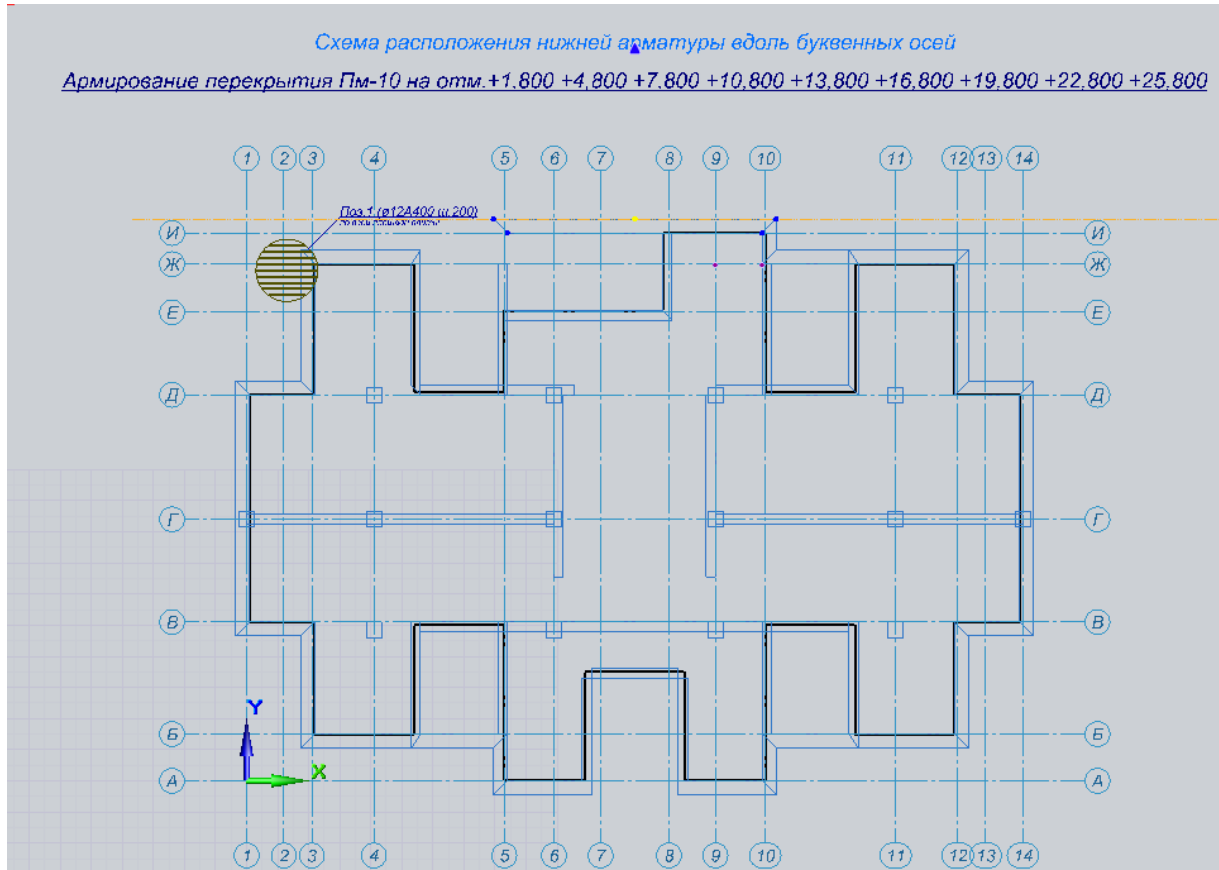 Схема расположения нижней арматуры вдоль буквенных осей
Армирование перекрытия Пм-10 на отм.+1,800 +4,800 +7,800 +10,800 +13,800 +16,800 +19,800 +22,800 +25,800
1 2 3 4 5 6 7 8 9 10 11 12 13 14
Поз.1 (ø12А400 ш.200)
И И
Ж Ж
Е Е
Д Д
Г Г
В В
Y
Б Б
X
А А
1 2 3 4 5 6 7 8 9 10 11 12 13 14